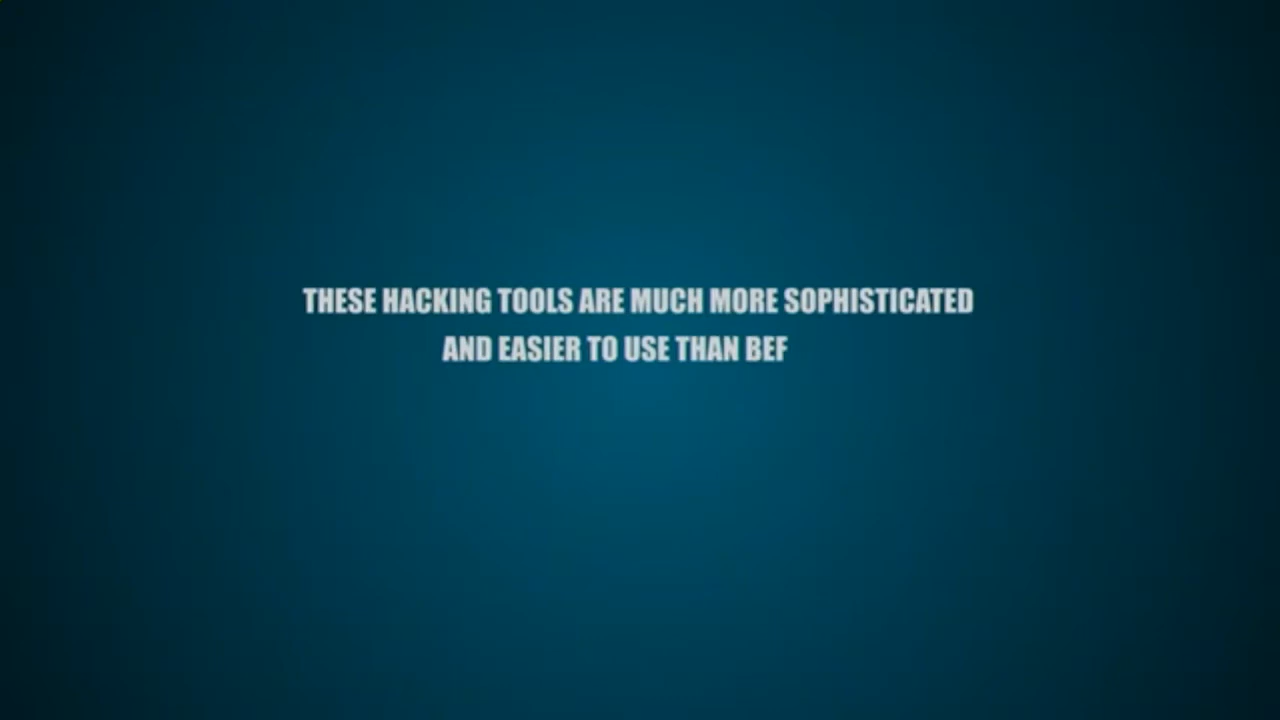 THESE HACKING TOOLS ARE MUCH MORE SOPHISTICATED
AND EASIER TO USE THAN BEF